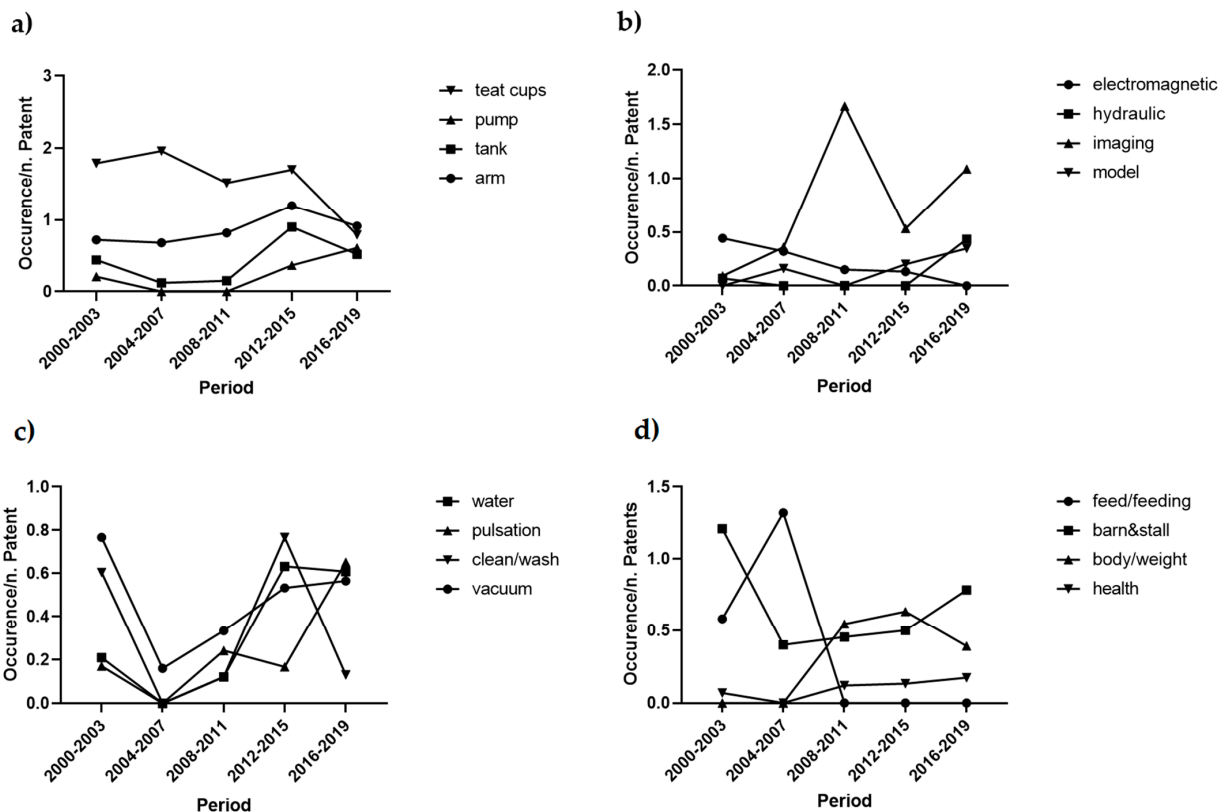 a)
Occurence/n. Patent
3
2
1
0
2000-2003
2004-2007
2008-2011
2012-2015
2016-2019
Period
teat cups
pump
tank
arm
b)
Occurence/n. Patent
2.0
1.5
1.0
0.5
0.0
2000-2003
2004-2007
2008-2011
2012-2015
2016-2019
Period
electromagnetic
hydraulic
imaging
model
c)
Occurence/n. Patent
1.0
0.8
0.6
0.4
0.2
0.0
2000-2003
2004-2007
2008-2011
2012-2015
2016-2019
Period
water
pulsation
clean/wash
vacuum
d)
Occurence/n. Patents
1.5
1.0
0.5
0.0
2000-2003
2004-2007
2008-2011
2012-2015
2016-2019
Period
feed/feeding
barn&stall
body/weight
health